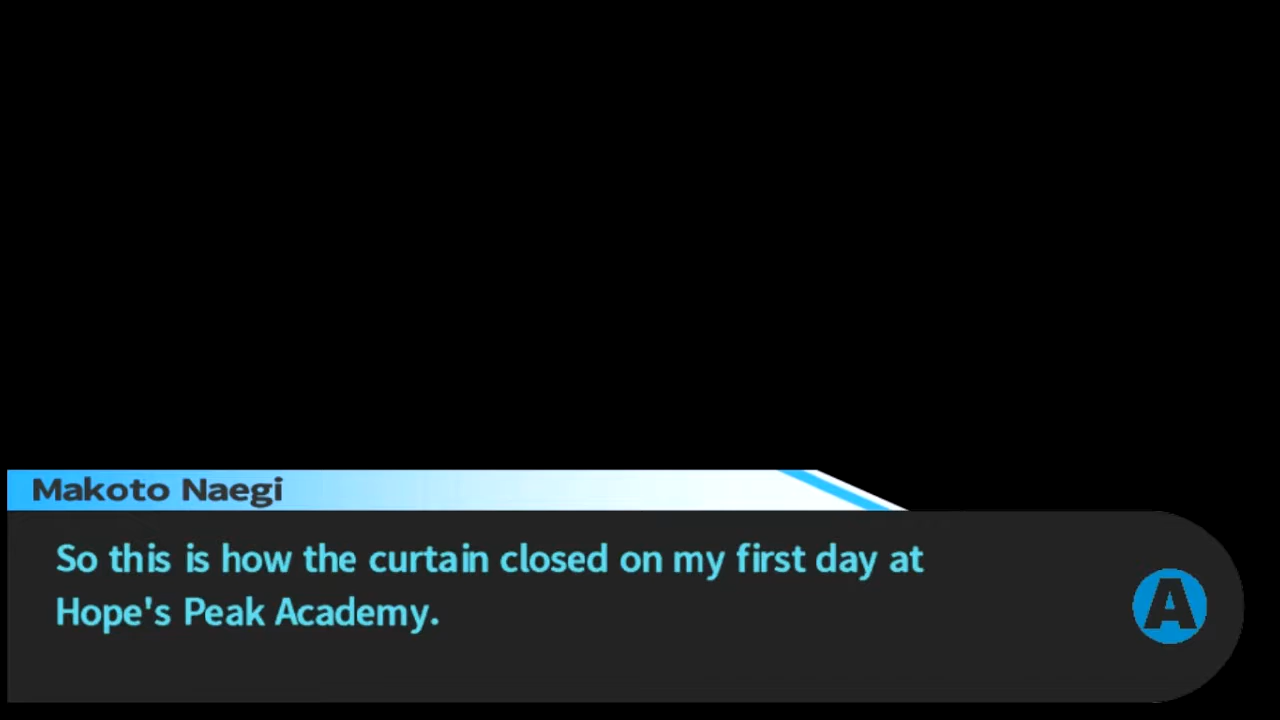 Makoto Naegi
So this is how the curtain closed on my first day at
Hope's Peak Academy.
A